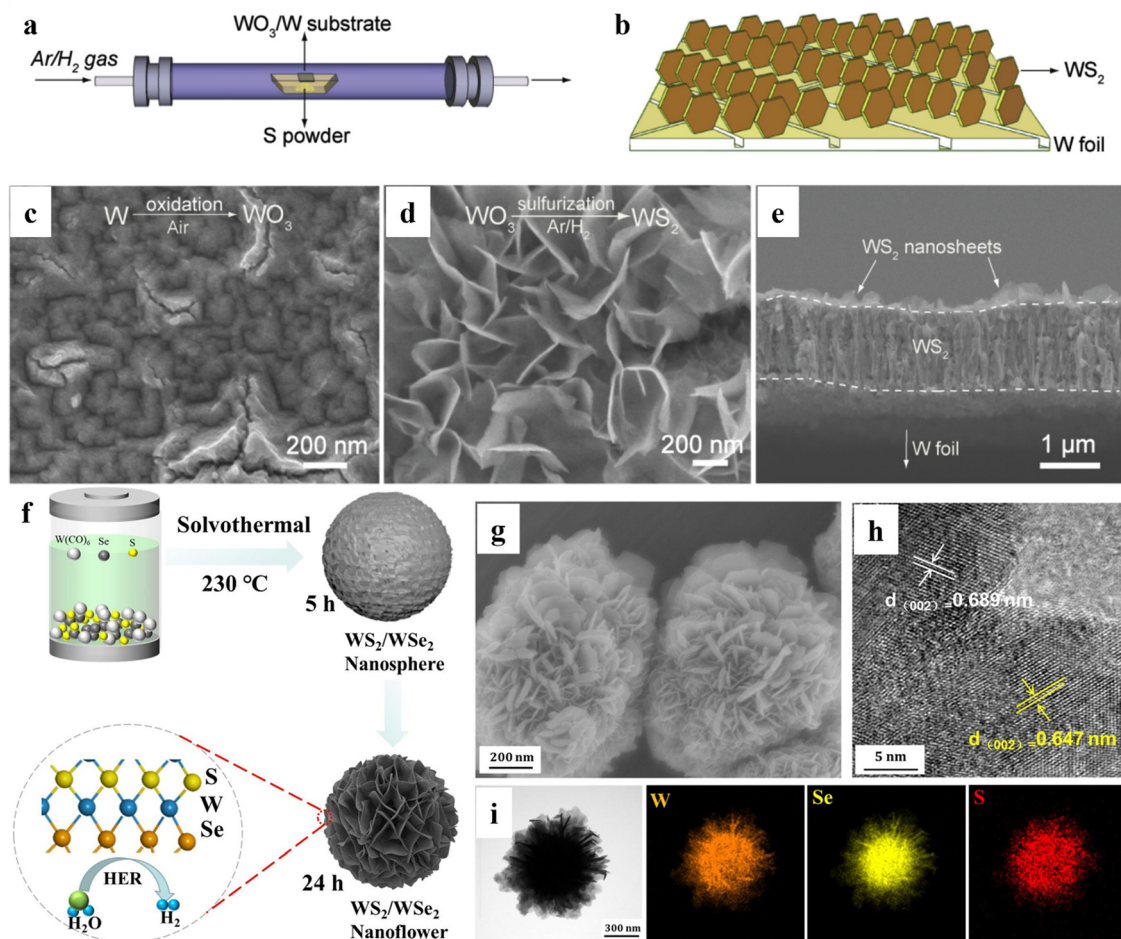 a
WO₃/W substrate
Ar/H₂ gas
S powder
b
WS₂
W foil
c
W oxidation WO₃
Air
200 nm
d
WO₃ sulfurization WS₂
Ar/H₂
200 nm
e
WS₂ nanosheets
WS₂
W foil
1 μm
f
W(CO)₆ Se S
Solvothermal
230 °C
5 h
WS₂/WSe₂
Nanosphere
S
W
Se
HER
H₂O
H₂
24 h
WS₂/WSe₂
Nanoflower
g
200 nm
h
d₍₀₀₂₎=0.689 nm
d₍₀₀₂₎=0.647 nm
5 nm
i
300 nm
W
Se
S